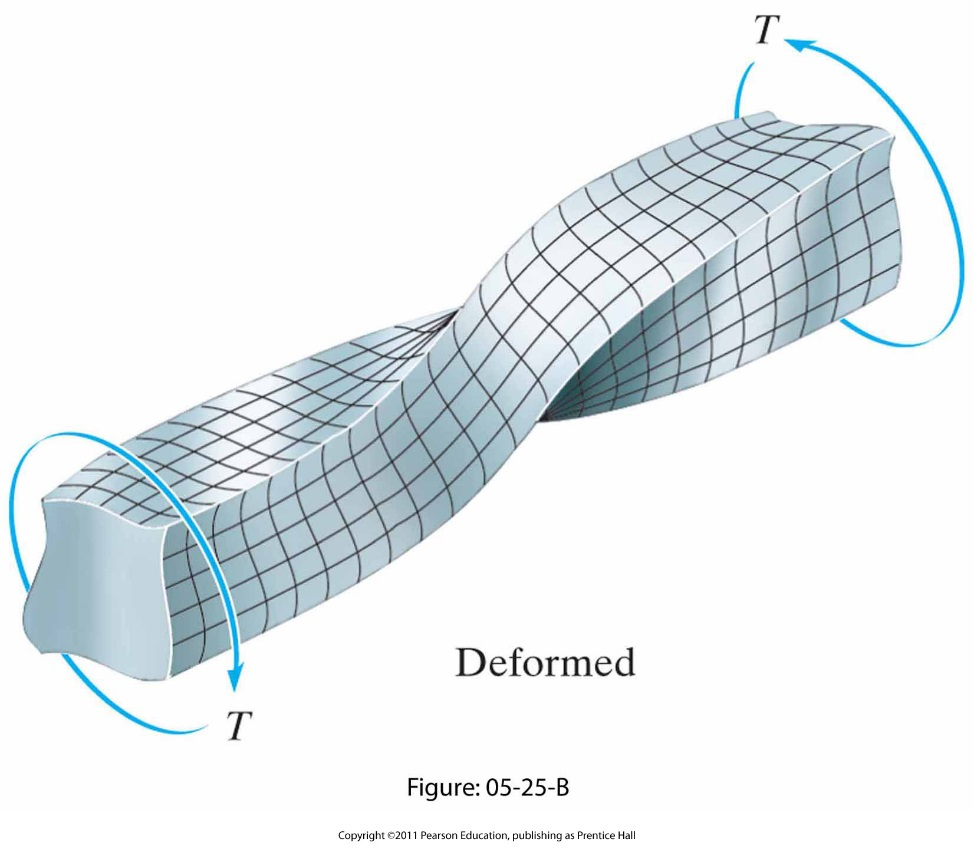 T
T
Deformed
Figure: 05-25-B
Copyright ©2011 Pearson Education, publishing as Prentice Hall